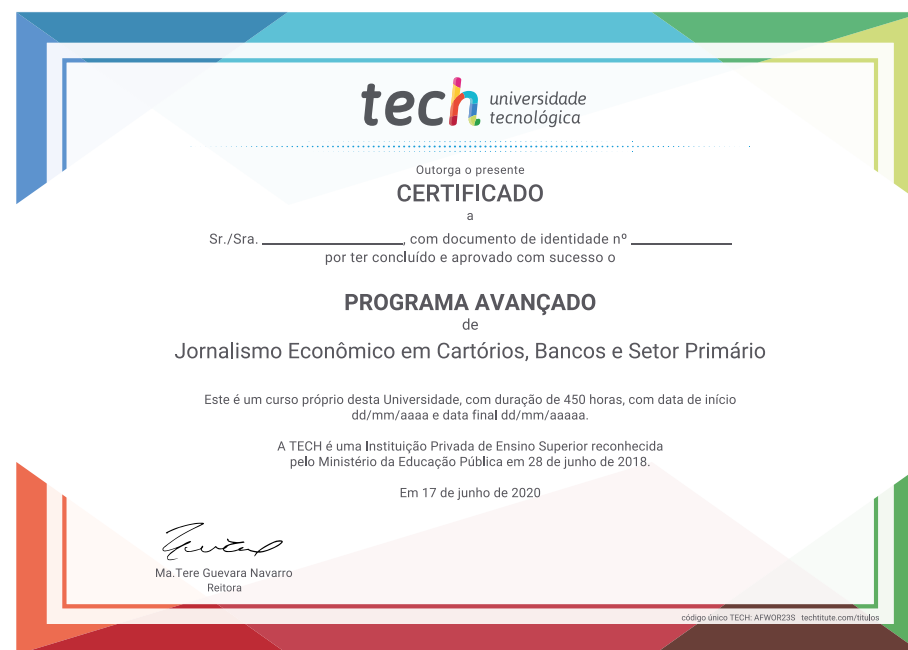 tech universidade
tecnológica
Outorga o presente
CERTIFICADO
a
Sr./Sra. ________________, com documento de identidade nº ____________
por ter concluído e aprovado com sucesso o
PROGRAMA AVANÇADO
de
Jornalismo Econômico em Cartórios, Bancos e Setor Primário
Este é um curso próprio desta Universidade, com duração de 450 horas, com data de início
dd/mm/aaaa e data final dd/mm/aaaaa.
A TECH é uma Instituição Privada de Ensino Superior reconhecida
pelo Ministério da Educação Pública em 28 de junho de 2018.
Em 17 de junho de 2020
Ma.Tere Guevara Navarro
Reitora
código único TECH: AFWOR23S techtitute.com/titulos